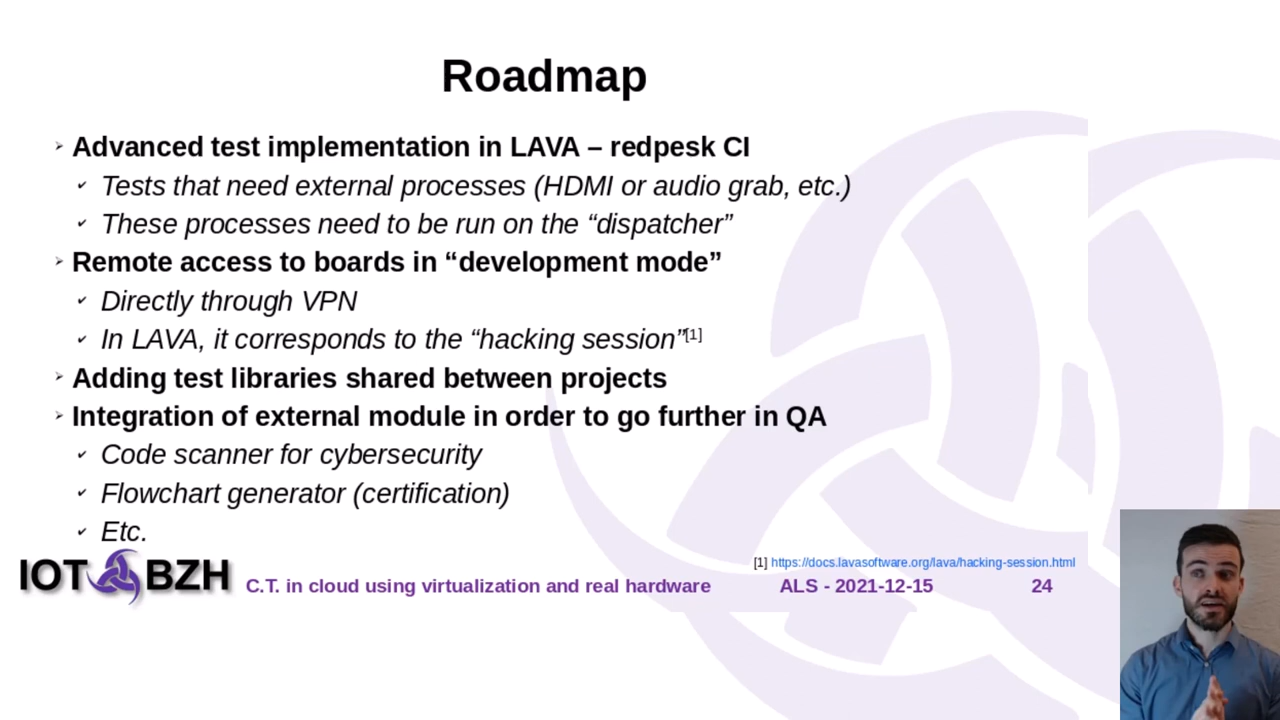 Roadmap
Advanced test implementation in LAVA – redpesk CI
Tests that need external processes (HDMI or audio grab, etc.)
These processes need to be run on the “dispatcher”
Remote access to boards in “development mode”
Directly through VPN
In LAVA, it corresponds to the “hacking session”[1]
Adding test libraries shared between projects
Integration of external module in order to go further in QA
Code scanner for cybersecurity
Flowchart generator (certification)
Etc.
[1] https://docs.lavasoftware.org/lava/hacking-session.html
IOT BZH C.T. in cloud using virtualization and real hardware ALS - 2021-12-15 24